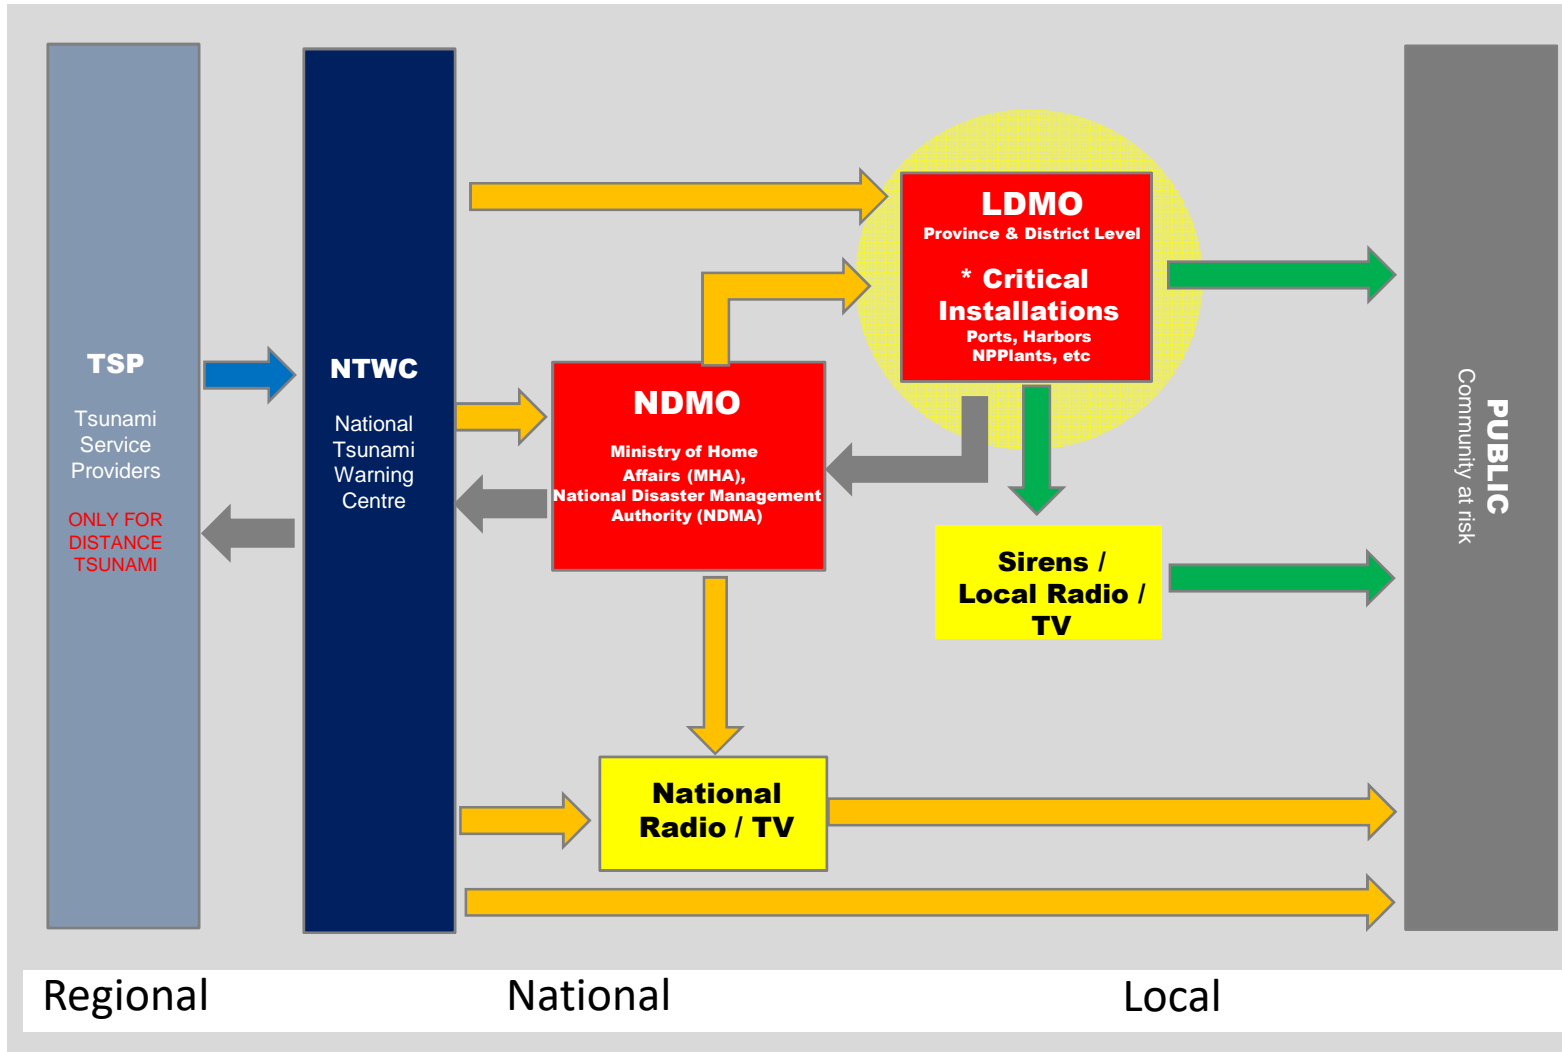 TSP
Tsunami
Service
Providers
ONLY FOR
DISTANCE
TSUNAMI
NTWC
National
Tsunami
Warning
Centre
NDMO
Ministry of Home
Affairs (MHA),
National Disaster Management
Authority (NDMA)
LDMO
Province & District Level
* Critical
Installations
Ports, Harbors
NPPlants, etc
Sirens /
Local Radio /
TV
National
Radio / TV
PUBLIC
Community at risk
Regional
National
Local